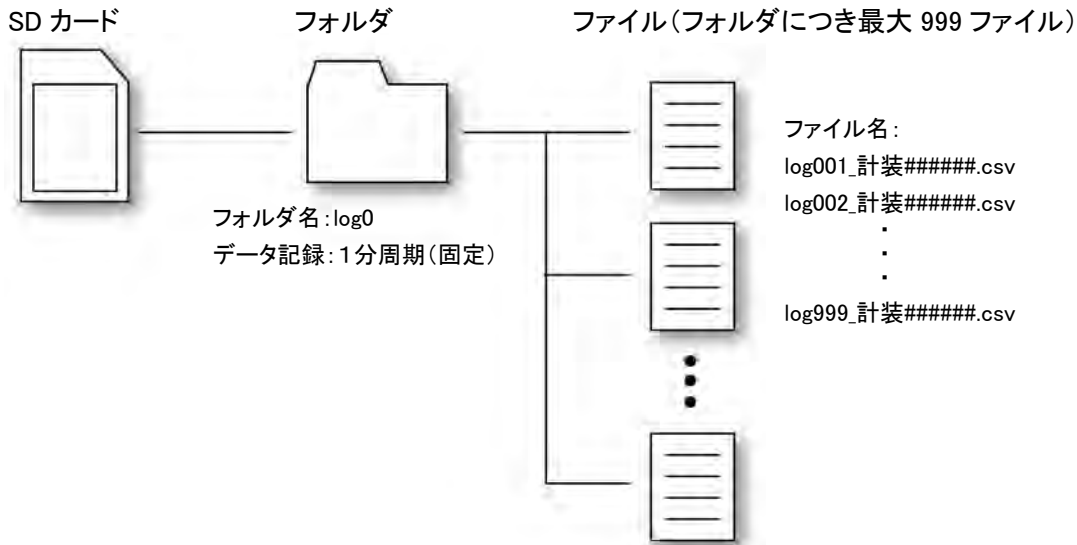 SD カード
フォルダ
ファイル（フォルダにつき最大 999 ファイル）
フォルダ名：log0
データ記録：１分周期（固定）
ファイル名：
log001_計装######.csv
log002_計装######.csv
・
・
・
log999_計装######.csv